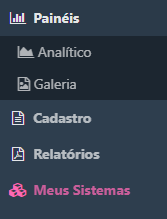 Painéis
Analítico
Galeria
Cadastro
Relatórios
Meus Sistemas